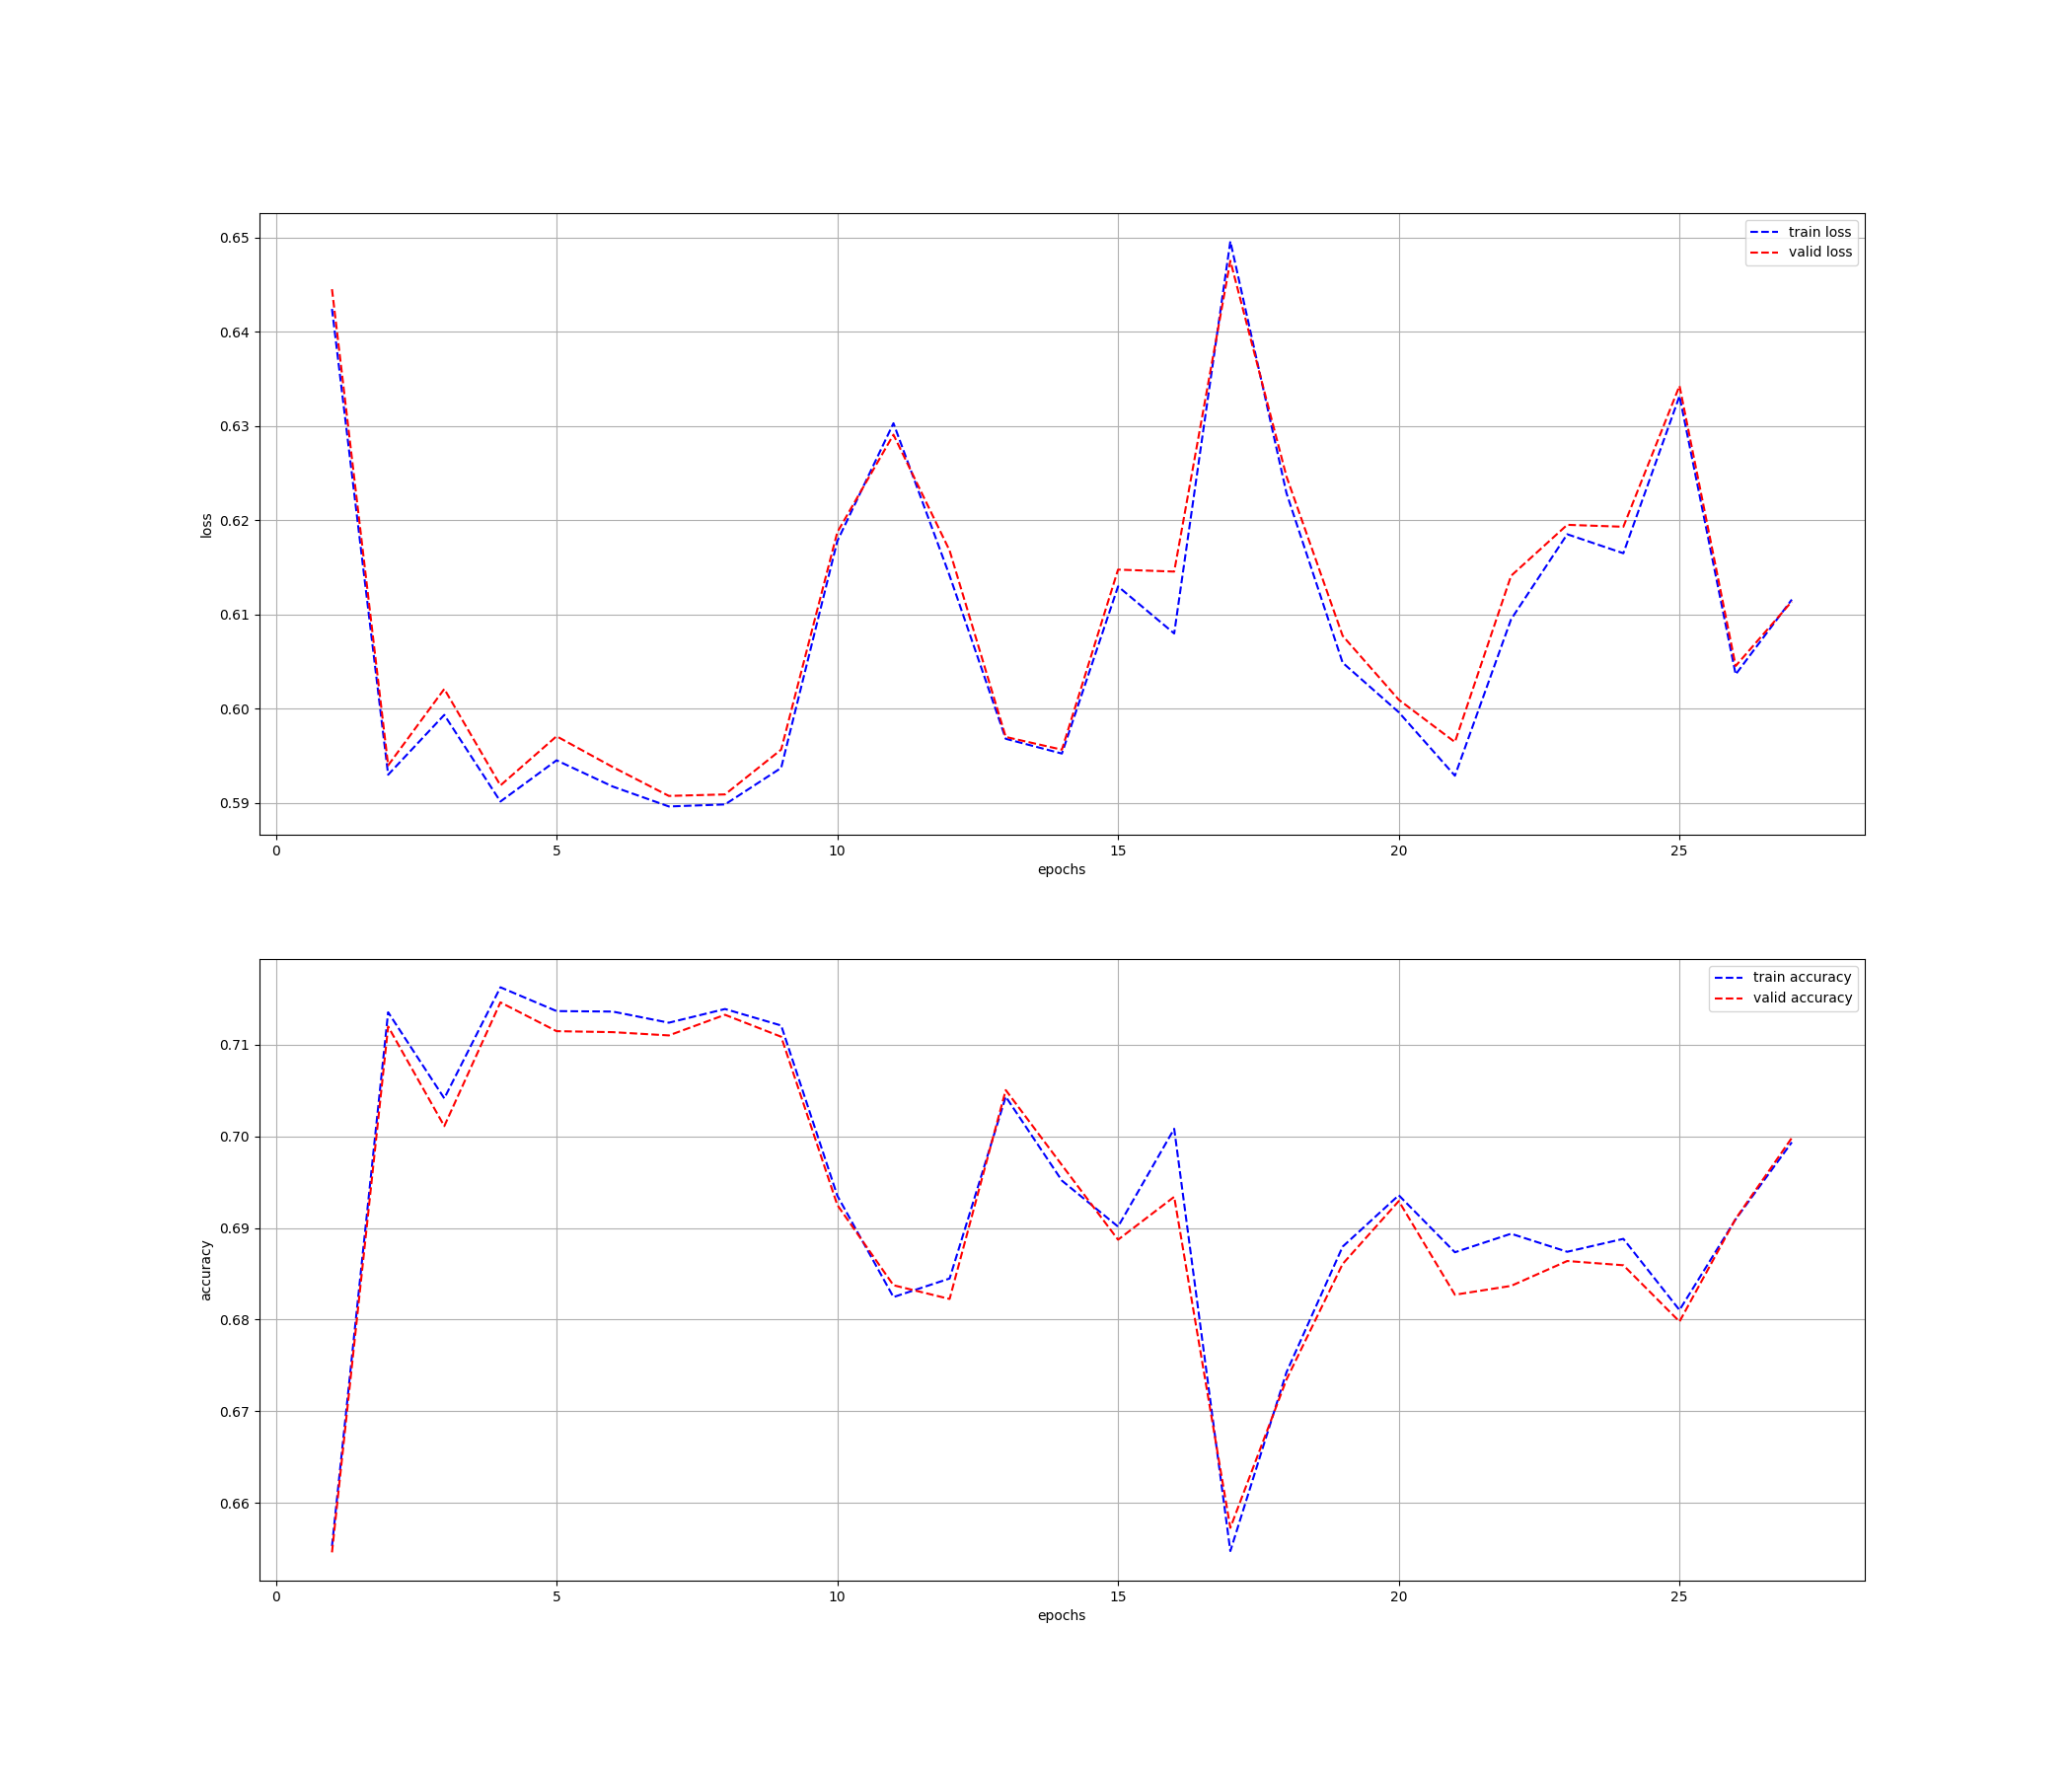 train loss
valid loss
0.65
0.64
0.63
0.62
0.61
0.60
0.59
loss
0 5 10 15 20 25
epochs
train accuracy
valid accuracy
0.71
0.70
0.69
0.68
0.67
0.66
accuracy
0 5 10 15 20 25
epochs